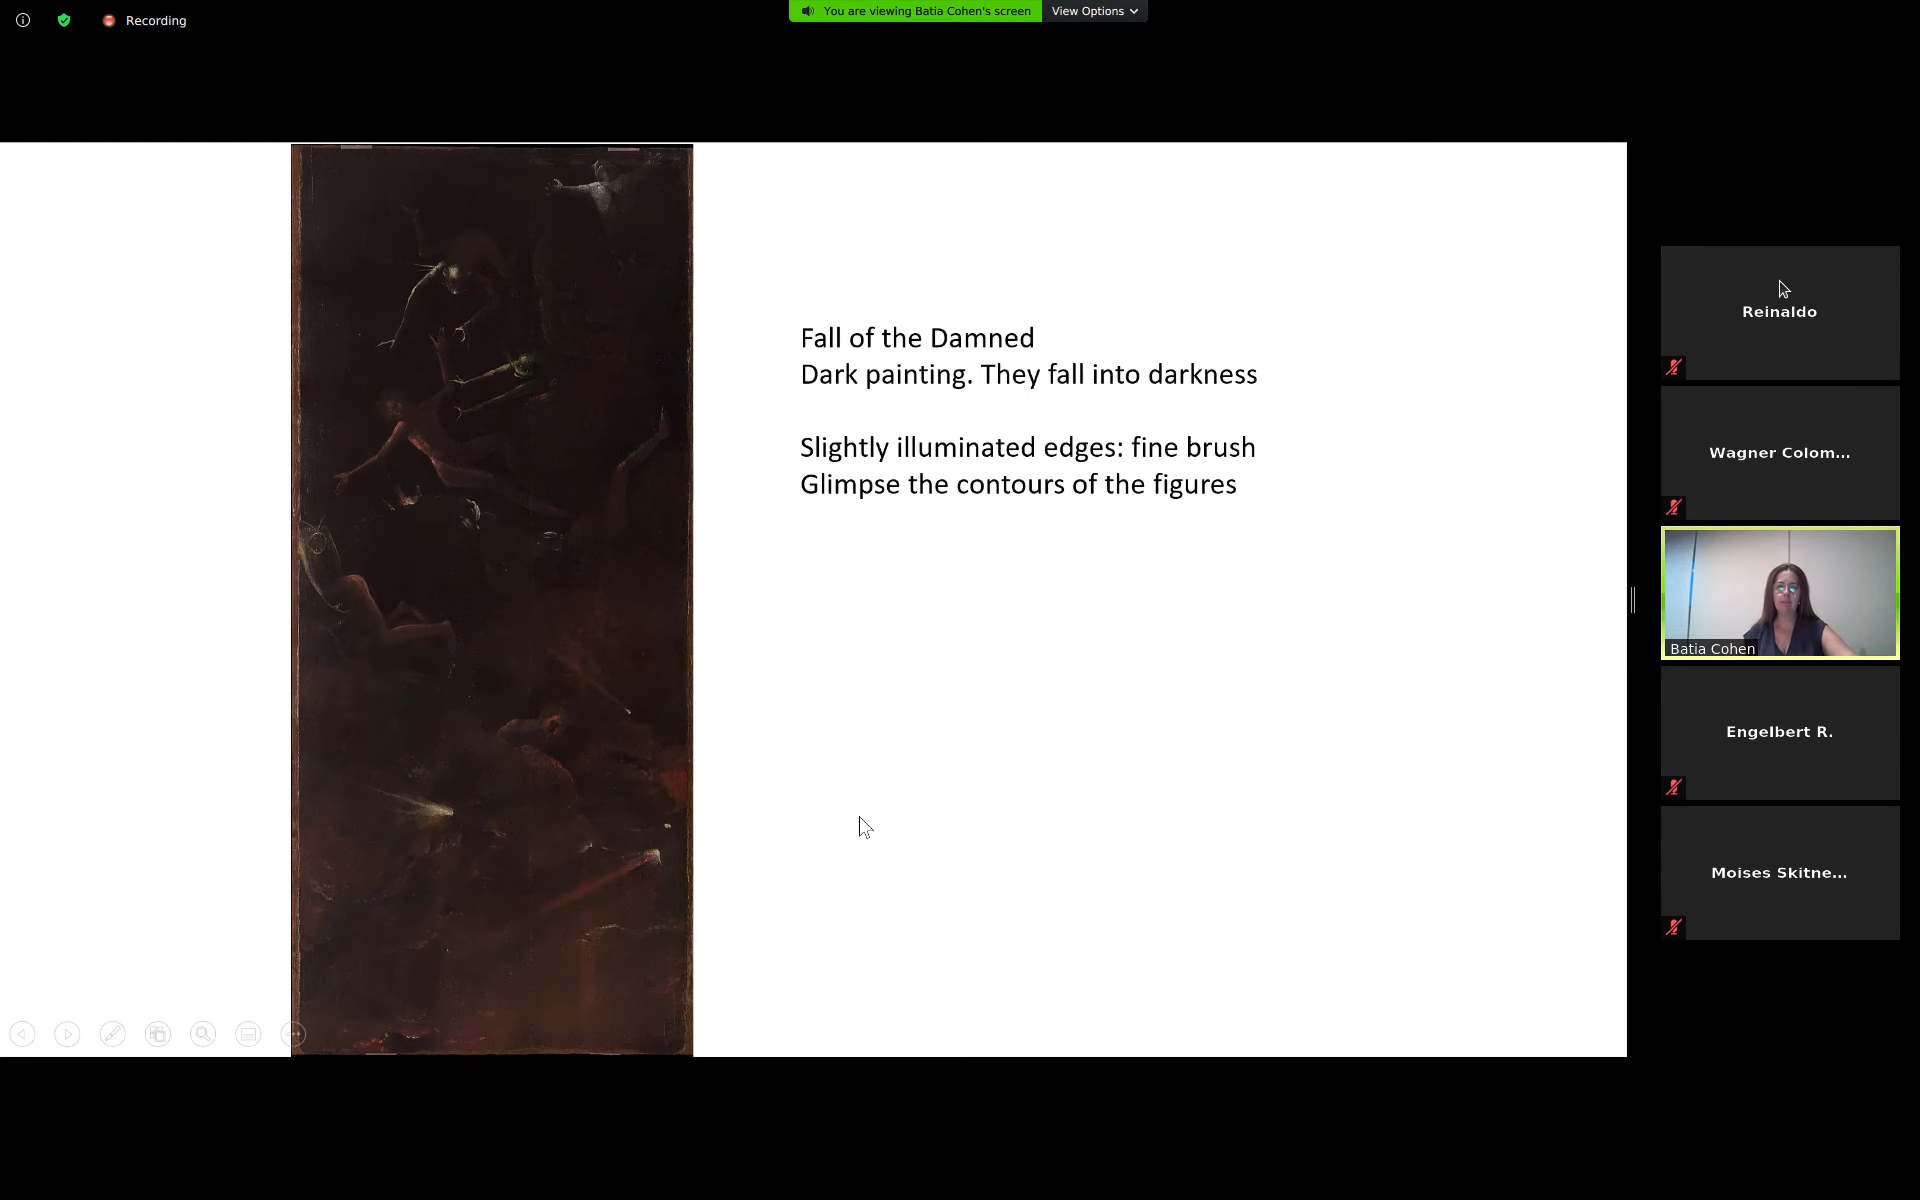 Recording
You are viewing Batia Cohen's screen
View Options
Fall of the Damned
Dark painting. They fall into darkness
Slightly illuminated edges: fine brush
Glimpse the contours of the figures
Reinaldo
Wagner Colom...
Batia Cohen
Engelbert R.
Moises Skitne...